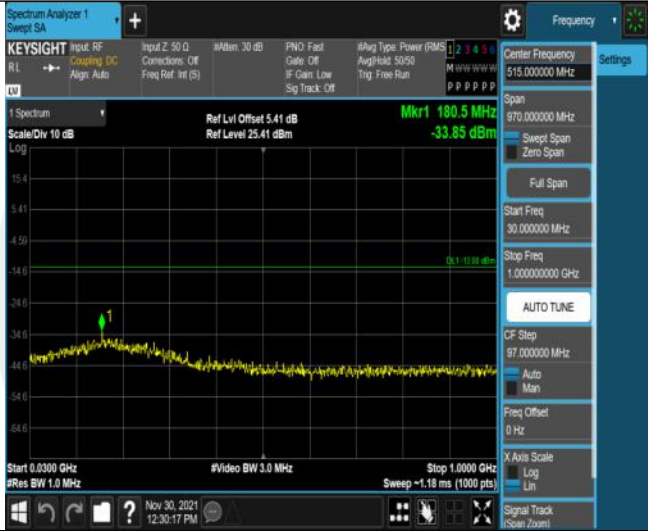 Spectrum Analyzer 1
Swept SA
Frequency
KEYSIGHT
RL
LV
Input: RF
Coupling: DC
Align: Auto
Input Z: 50 Ω
Corrections: Off
Freq Ref: Int (S)
#Atten: 30 dB
PNO: Fast
Gate: Off
IF Gain: Low
Sig Track: Off
#Avg Type: Power (RMS
Avg|Hold: 50/50
Trig: Free Run
1 2 3 4 5 6
M W W W W W
P P P P P P
1 Spectrum
Scale/Div 10 dB
Log
Ref Lvl Offset 5.41 dB
Ref Level 25.41 dBm
Mkr1 180.5 MHz
-33.85 dBm
15.4
5.41
-4.59
-14.6
-24.6
-34.6
-44.6
-54.6
-64.6
DL1 -13.00 dBm
1
Start 0.0300 GHz
#Res BW 1.0 MHz
#Video BW 3.0 MHz
Stop 1.0000 GHz
Sweep ~1.18 ms (1000 pts)
Nov 30, 2021
12:30:17 PM
Center Frequency
515.000000 MHz
Span
970.000000 MHz
Swept Span
Zero Span
Full Span
Start Freq
30.000000 MHz
Stop Freq
1.000000000 GHz
AUTO TUNE
CF Step
97.000000 MHz
Auto
Man
Freq Offset
0 Hz
X Axis Scale
Log
Lin
Signal Track
(Span Zoom)
Settings